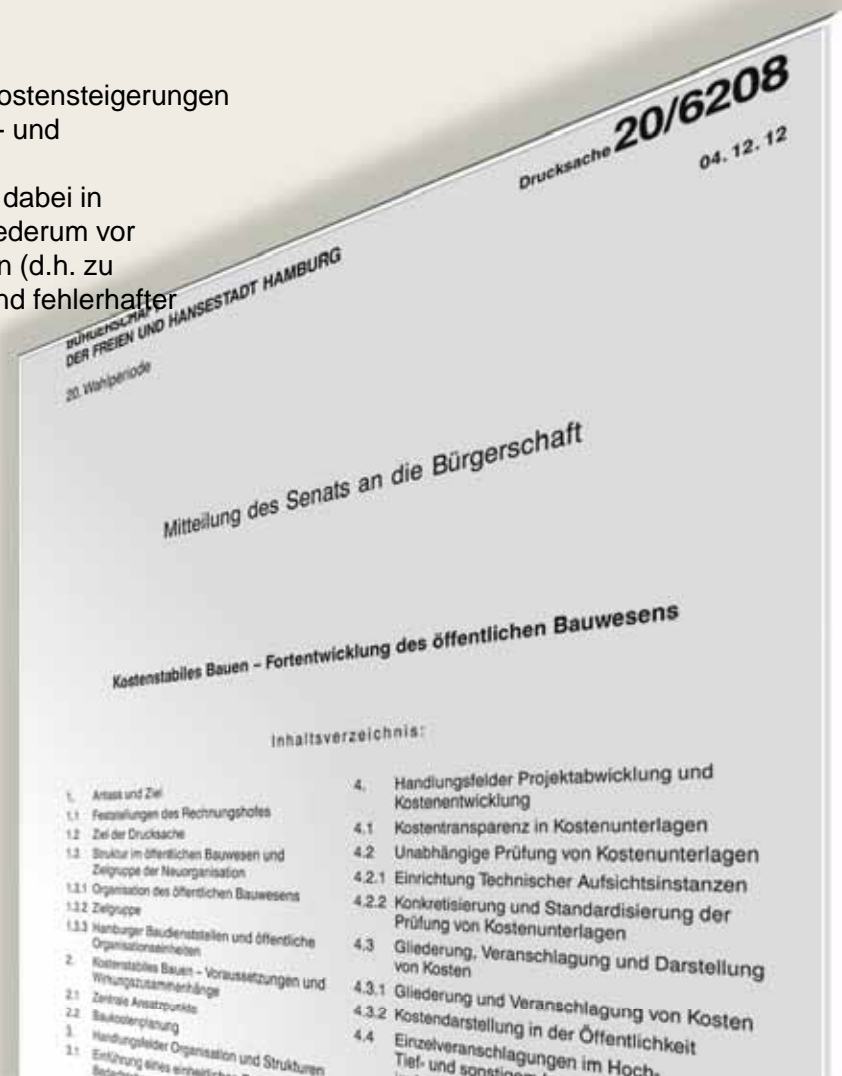 ostensteigerungen
- und
dabei in
ederum vor
n (d.h. zu
nd fehlerhafter
Drucksache 20/6208
04. 12. 12
BÜRGERSCHAFT
DER FREIEN UND HANSESTADT HAMBURG
20. Wahlperiode
Mitteilung des Senats an die Bürgerschaft
Kostenstabiles Bauen – Fortentwicklung des öffentlichen Bauwesens
Inhaltsverzeichnis:
1. Anlass und Ziel
1.1 Feststellungen des Rechnungshofes
1.2 Ziel der Drucksache
1.3 Struktur im öffentlichen Bauwesen und
Zielgruppe der Neuorganisation
1.3.1 Organisation des öffentlichen Bauwesens
1.3.2 Zielgruppe
1.3.3 Hamburger Baudienststellen und öffentliche
Organisationseinheiten
2. Kostenstabiles Bauen – Voraussetzungen und
Wirkungszusammenhänge
2.1 Zentrale Ansatzpunkte
2.2 Baukostenplanung
3. Handlungsfelder Organisation und Strukturen
3.1 Einführung eines einheitlichen
4. Handlungsfelder Projektabwicklung und
Kostenentwicklung
4.1 Kostentransparenz in Kostenunterlagen
4.2 Unabhängige Prüfung von Kostenunterlagen
4.2.1 Einrichtung Technischer Aufsichtsinstanzen
4.2.2 Konkretisierung und Standardisierung der
Prüfung von Kostenunterlagen
4.3 Gliederung, Veranschlagung und Darstellung
von Kosten
4.3.1 Gliederung und Veranschlagung von Kosten
4.3.2 Kostendarstellung in der Öffentlichkeit
4.4 Einzelveranschlagungen im Hoch-,
Tief- und sonstigem